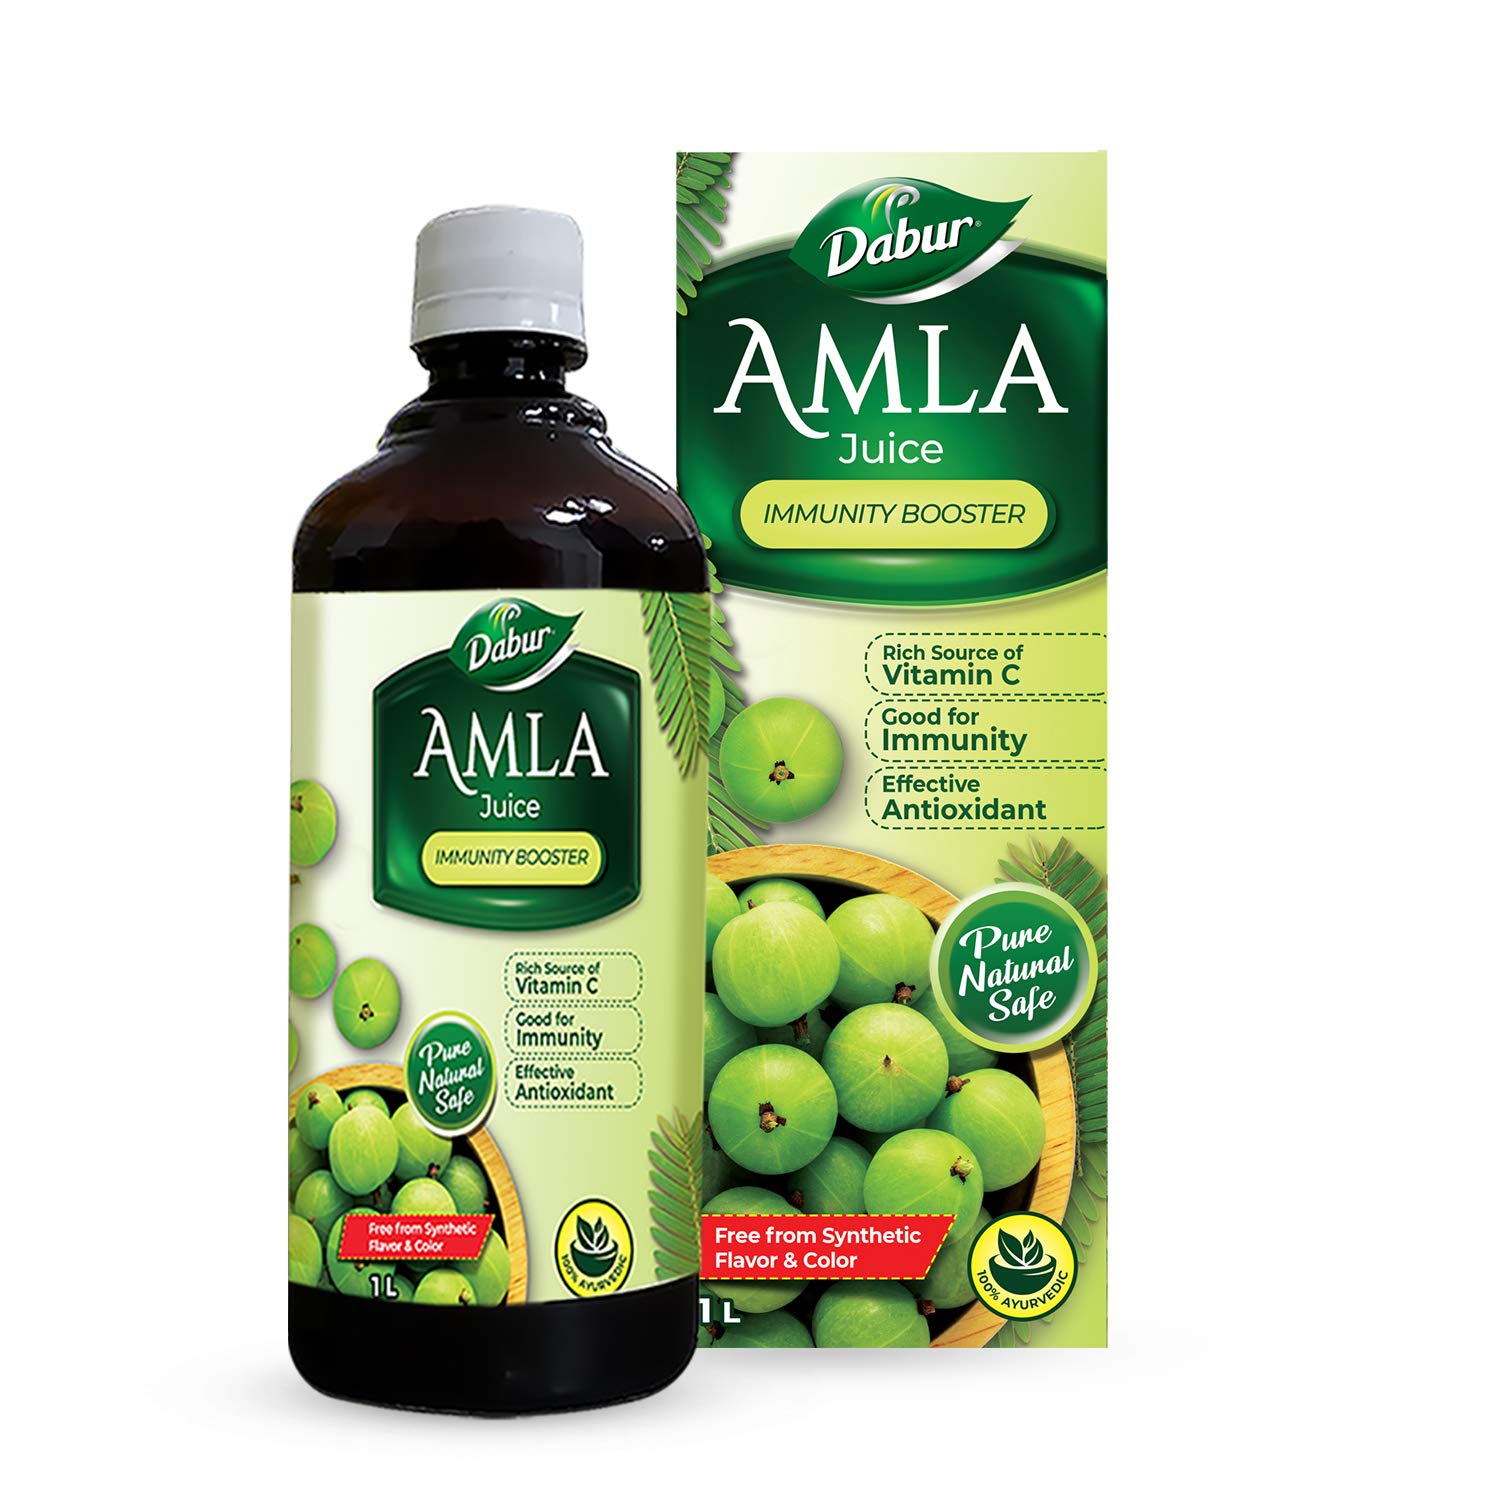 Dabur
AMLA
Juice
IMMUNITY BOOSTER
Rich Source of
Vitamin C
Good for
Immunity
Effective
Antioxidant
Pure
Natural
Safe
Free from Synthetic
Flavor & Color
100% AYURVEDIC
1 L
Dabur®
AMLA
Juice
IMMUNITY BOOSTER
Rich Source of
Vitamin C
Good for
Immunity
Effective
Antioxidant
Pure
Natural
Safe
Free from Synthetic
Flavor & Color
100% AYURVEDIC
1 L